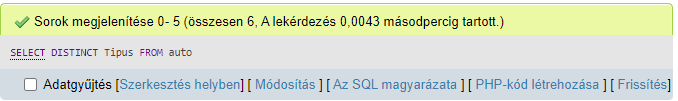 Sorok megjelenítése 0- 5 (összesen 6, A lekérdezés 0,0043 másodpercig tartott.)
SELECT DISTINCT Tipus FROM auto
Adatgyűjtés [Szerkesztés helyben] [ Módosítás ] [ Az SQL magyarázata ] [ PHP-kód létrehozása ] [ Frissítés]